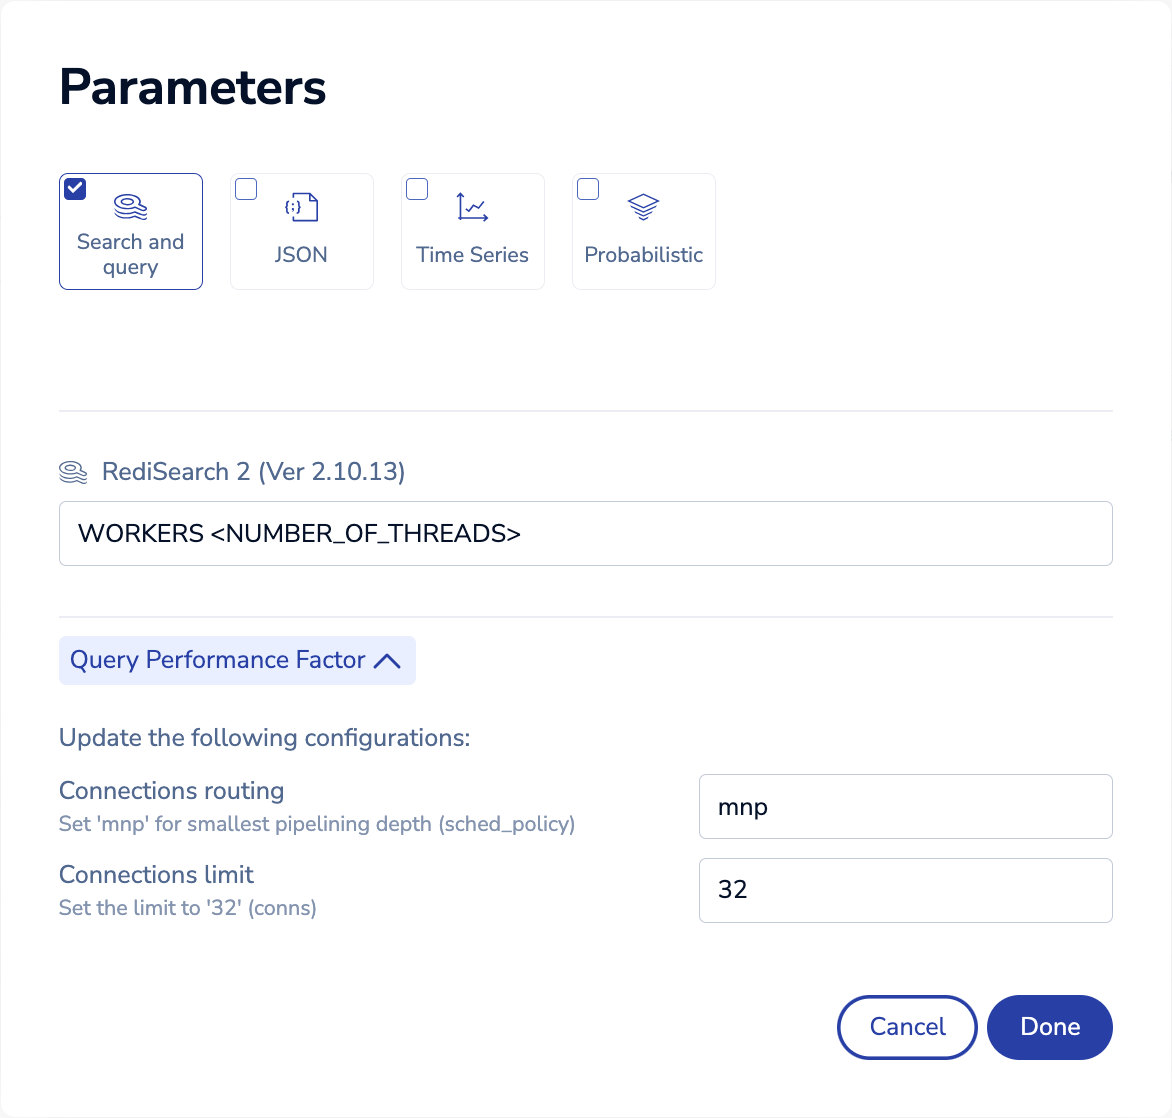 Parameters
Search and
query
JSON
Time Series
Probabilistic
RediSearch 2 (Ver 2.10.13)
WORKERS <NUMBER_OF_THREADS>
Query Performance Factor
Update the following configurations:
Connections routing
Set 'mnp' for smallest pipelining depth (sched_policy)
mnp
Connections limit
Set the limit to '32' (conns)
32
Cancel
Done